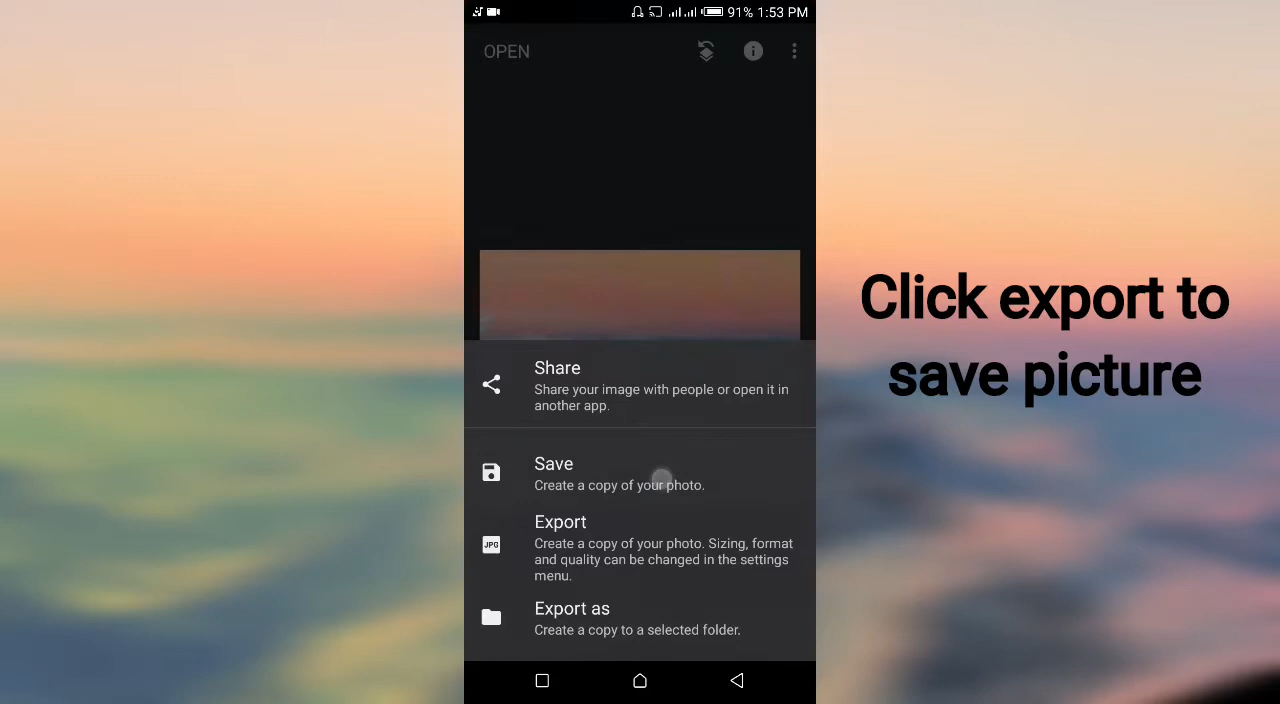 91% 1:53 PM
OPEN
Share
Share your image with people or open it in
another app.
Save
Create a copy of your photo.
JPG
Export
Create a copy of your photo. Sizing, format
and quality can be changed in the settings
menu.
Export as
Create a copy to a selected folder.
Click export to
save picture